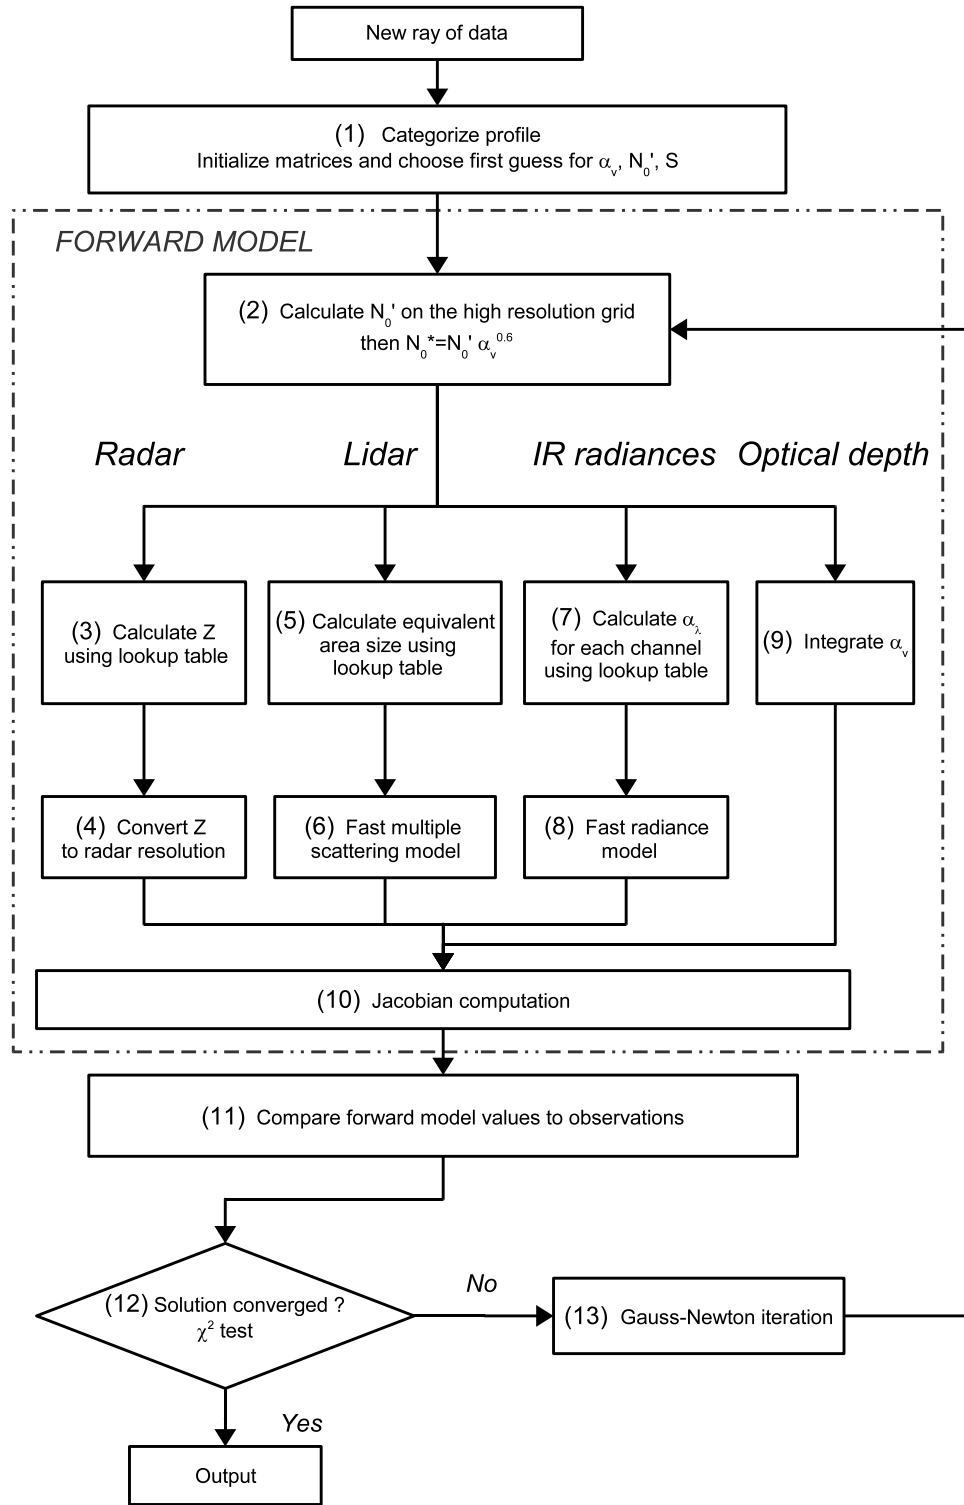 New ray of data
(1) Categorize profile
Initialize matrices and choose first guess for αv, N0', S
FORWARD MODEL
(2) Calculate N0' on the high resolution grid
then N0*=N0' αv0.6
Radar
Lidar
IR radiances
Optical depth
(3) Calculate Z
using lookup table
(5) Calculate equivalent
area size using
lookup table
(7) Calculate αλ
for each channel
using lookup table
(9) Integrate αv
(4) Convert Z
to radar resolution
(6) Fast multiple
scattering model
(8) Fast radiance
model
(10) Jacobian computation
(11) Compare forward model values to observations
(12) Solution converged ?
χ2 test
No
(13) Gauss-Newton iteration
Yes
Output